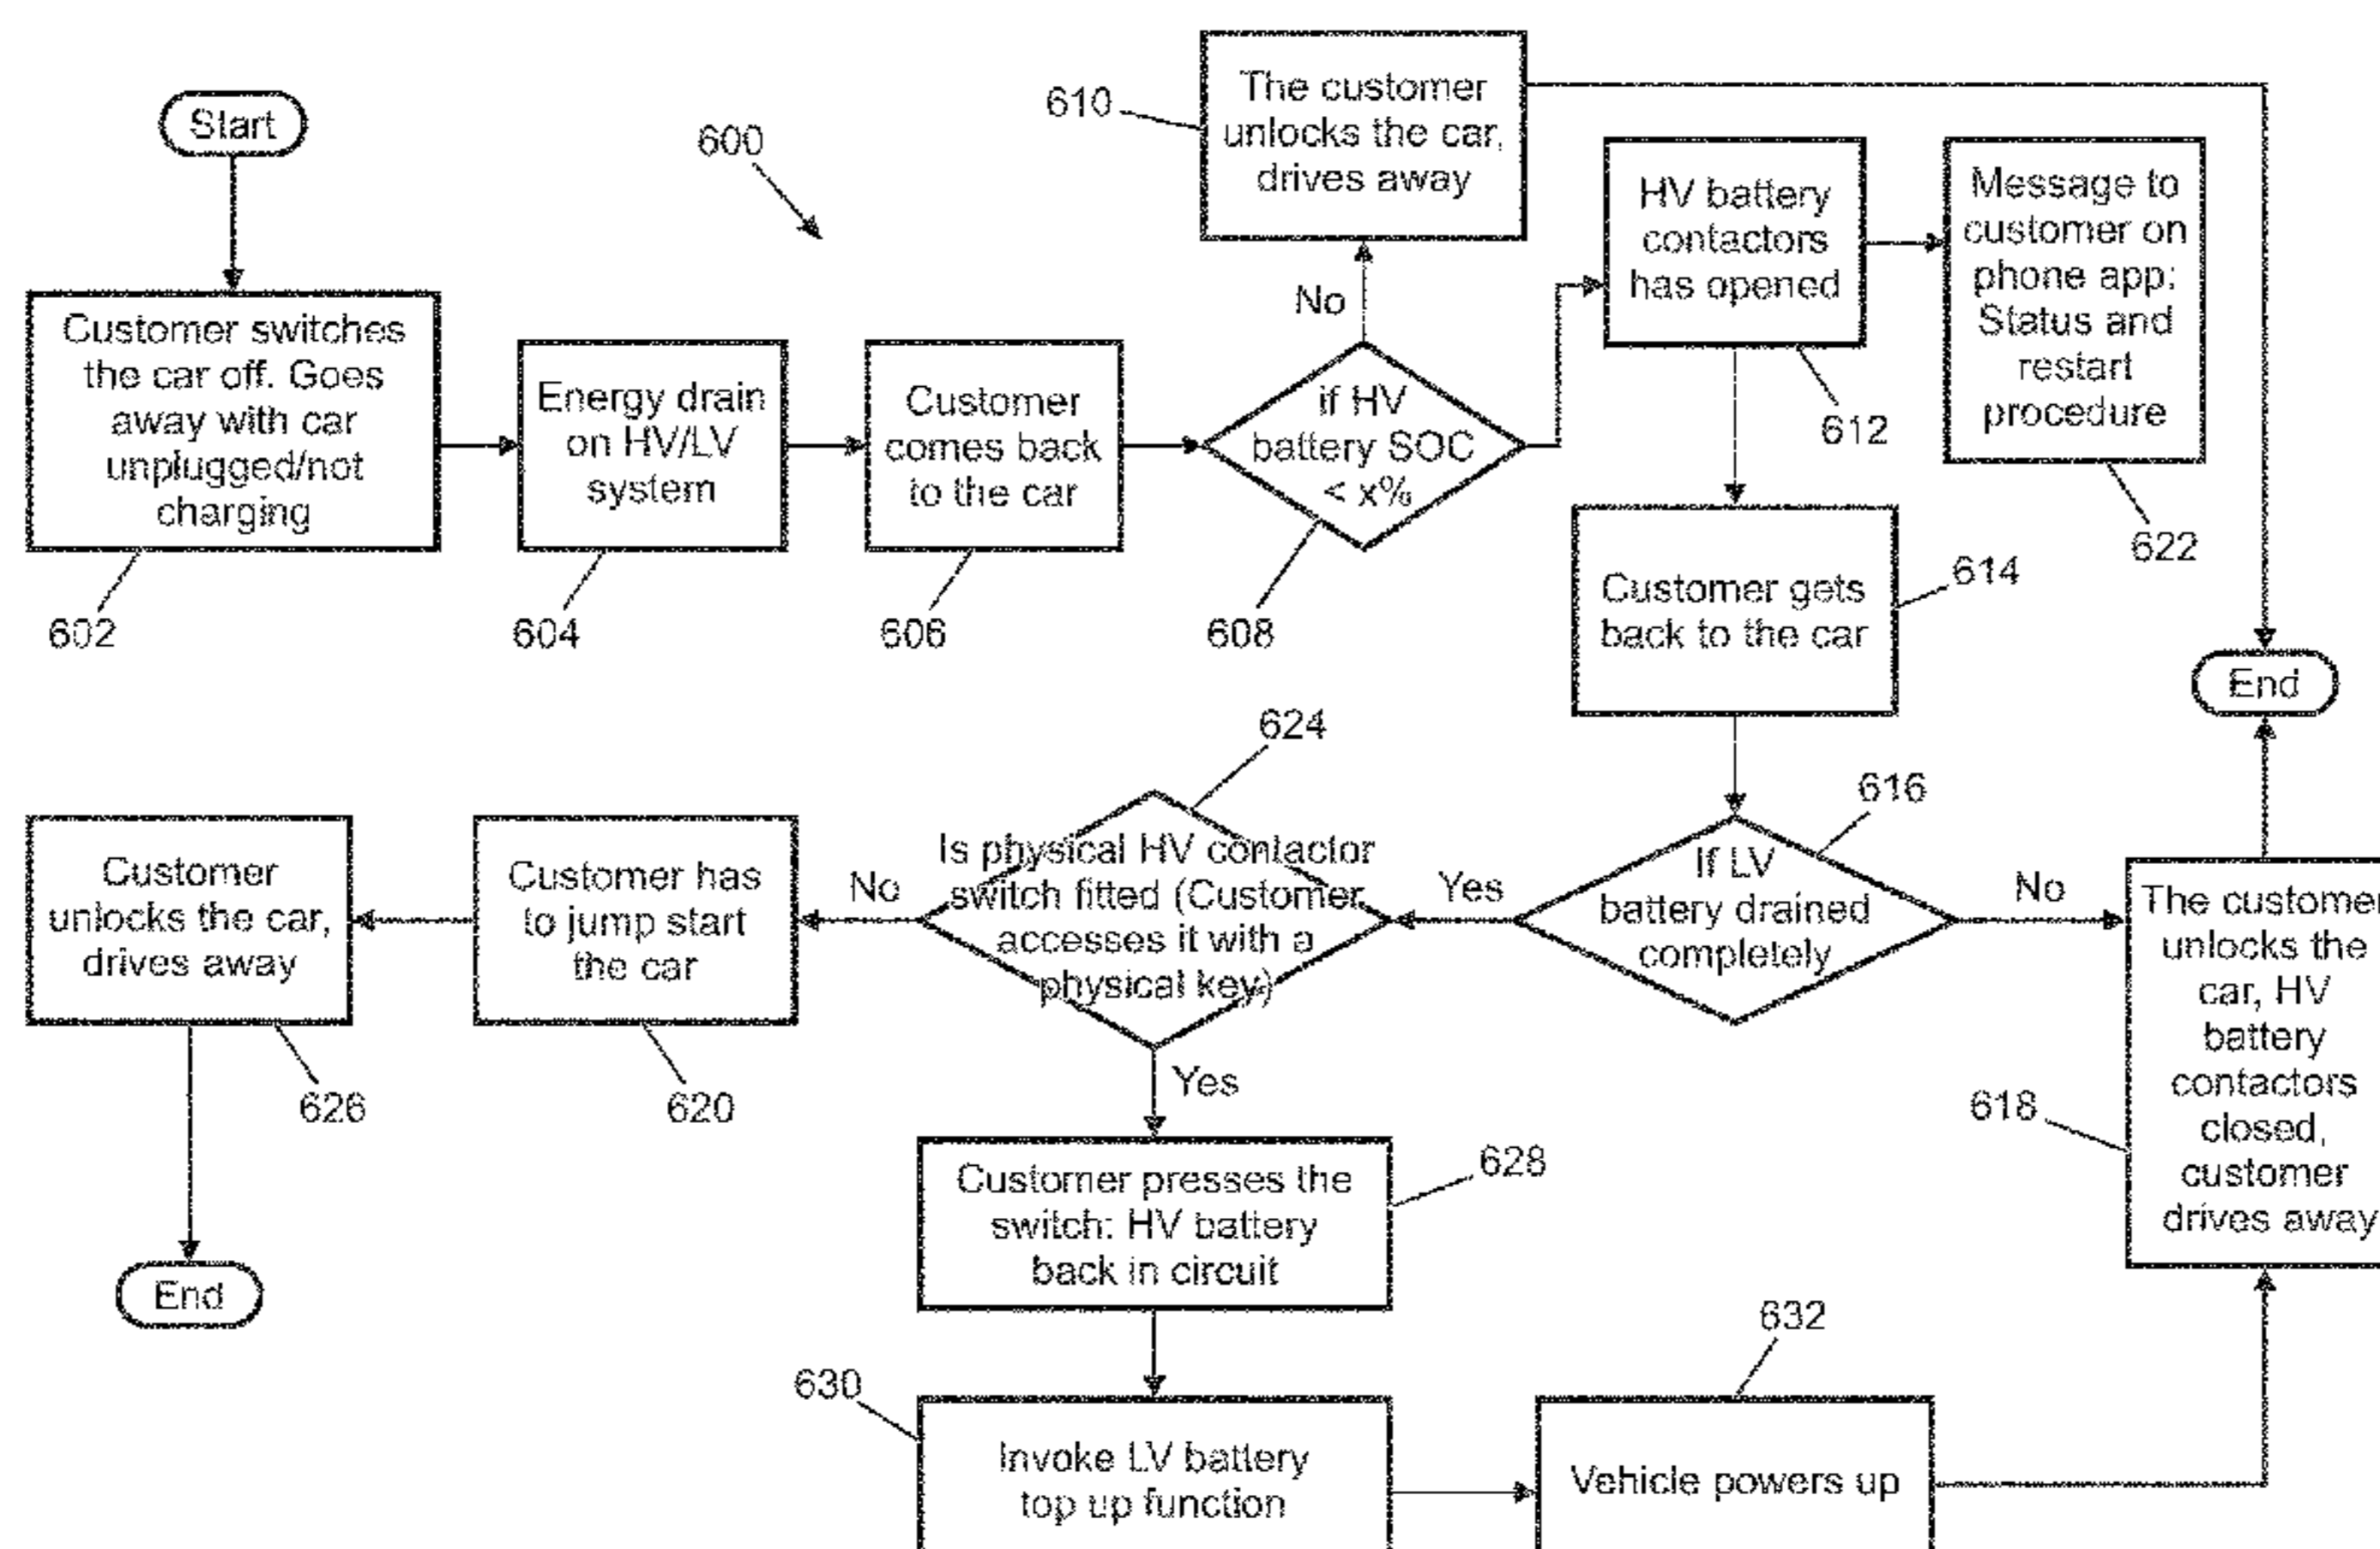 Start
600
Customer switches
the car off. Goes
away with car
unplugged/not
charging
602
Energy drain
on HV/LV
system
604
Customer
comes back
to the car
606
if HV
battery SOC
< x%
608
No
610
The customer
unlocks the car,
drives away
HV battery
contactors
has opened
612
Message to
customer on
phone app:
Status and
restart
procedure
622
Customer gets
back to the car
614
End
If LV
battery drained
completely
616
No
The customer
unlocks the
car, HV
battery
contactors
closed,
customer
drives away
618
Yes
624
Is physical HV contactor
switch fitted (Customer
accesses it with a
physical key)
No
Customer has
to jump start
the car
620
Customer
unlocks the car,
drives away
626
End
Yes
Customer presses the
switch: HV battery
back in circuit
628
630
Invoke LV battery
top up function
632
Vehicle powers up